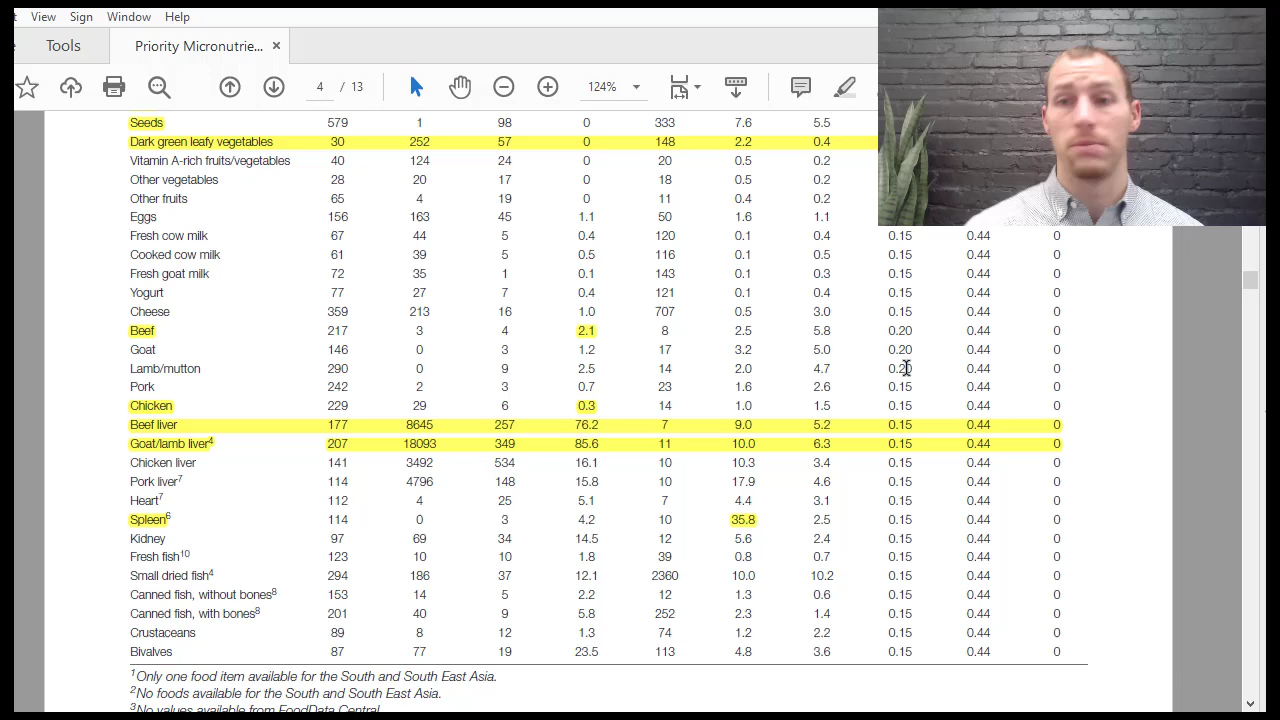 View Sign Window Help
Tools Priority Micronutrie... ×
4 / 13 124%
Seeds 579 1 98 0 333 7.6 5.5
Dark green leafy vegetables 30 252 57 0 148 2.2 0.4
Vitamin A-rich fruits/vegetables 40 124 24 0 20 0.5 0.2
Other vegetables 28 20 17 0 18 0.5 0.2
Other fruits 65 4 19 0 11 0.4 0.2
Eggs 156 163 45 1.1 50 1.6 1.1
Fresh cow milk 67 44 5 0.4 120 0.1 0.4 0.15 0.44 0
Cooked cow milk 61 39 5 0.5 116 0.1 0.5 0.15 0.44 0
Fresh goat milk 72 35 1 0.1 143 0.1 0.3 0.15 0.44 0
Yogurt 77 27 7 0.4 121 0.1 0.4 0.15 0.44 0
Cheese 359 213 16 1.0 707 0.5 3.0 0.15 0.44 0
Beef 217 3 4 2.1 8 2.5 5.8 0.20 0.44 0
Goat 146 0 3 1.2 17 3.2 5.0 0.20 0.44 0
Lamb/mutton 290 0 9 2.5 14 2.0 4.7 0.20 0.44 0
Pork 242 2 3 0.7 23 1.6 2.6 0.15 0.44 0
Chicken 229 29 6 0.3 14 1.0 1.5 0.15 0.44 0
Beef liver 177 8645 257 76.2 7 9.0 5.2 0.15 0.44 0
Goat/lamb liver4 207 18093 349 85.6 11 10.0 6.3 0.15 0.44 0
Chicken liver 141 3492 534 16.1 10 10.3 3.4 0.15 0.44 0
Pork liver7 114 4796 148 15.8 10 17.9 4.6 0.15 0.44 0
Heart7 112 4 25 5.1 7 4.4 3.1 0.15 0.44 0
Spleen6 114 0 3 4.2 10 35.8 2.5 0.15 0.44 0
Kidney 97 69 34 14.5 12 5.6 2.4 0.15 0.44 0
Fresh fish10 123 10 10 1.8 39 0.8 0.7 0.15 0.44 0
Small dried fish4 294 186 37 12.1 2360 10.0 10.2 0.15 0.44 0
Canned fish, without bones8 153 14 5 2.2 12 1.3 0.6 0.15 0.44 0
Canned fish, with bones8 201 40 9 5.8 252 2.3 1.4 0.15 0.44 0
Crustaceans 89 8 12 1.3 74 1.2 2.2 0.15 0.44 0
Bivalves 87 77 19 23.5 113 4.8 3.6 0.15 0.44 0
1Only one food item available for the South and South East Asia.
2No foods available for the South and South East Asia.
3No values available from FoodData Central.